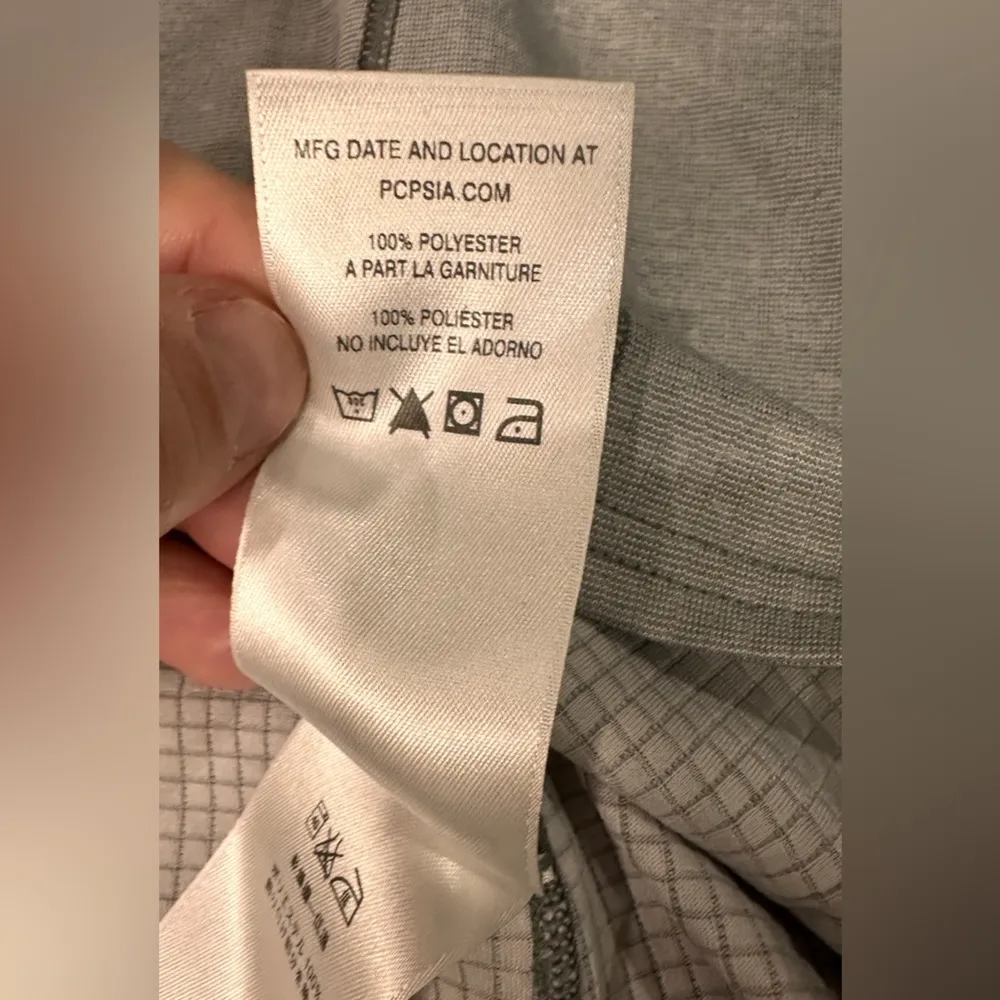 MFG DATE AND LOCATION AT
PCPSIA.COM
100% POLYESTER
A PART LA GARNITURE
100% POLIÉSTER
NO INCLUYE EL ADORNO